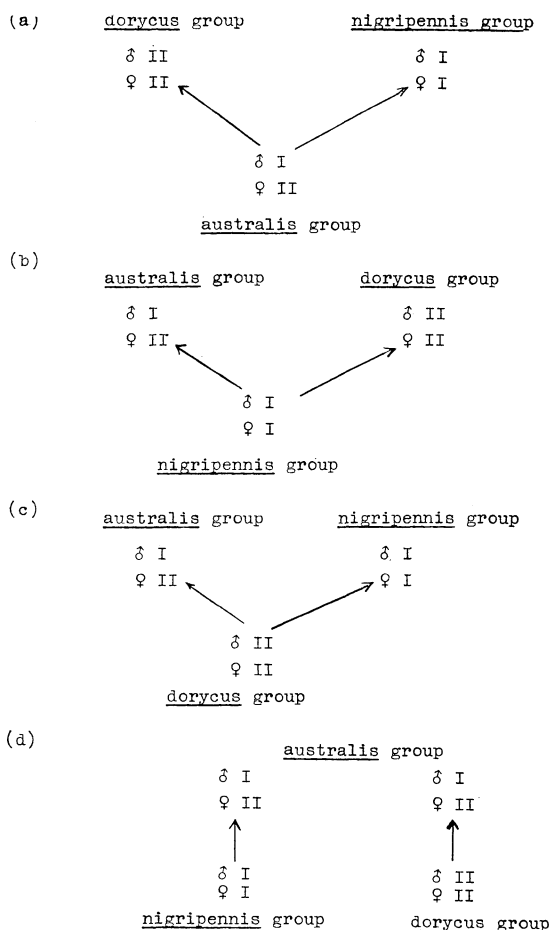 (a) dorycus group nigripennis group
♂ II ♂ I
♀ II ♀ I
♂ I
♀ II
australis group
(b)
australis group dorycus group
♂ I ♂ II
♀ II ♀ II
♂ I
♀ I
nigripennis group
(c)
australis group nigripennis group
♂ I ♂ I
♀ II ♀ I
♂ II
♀ II
dorycus group
(d)
australis group
♂ I ♂ I
♀ II ♀ II
♂ I ♂ II
♀ I ♀ II
nigripennis group dorycus group